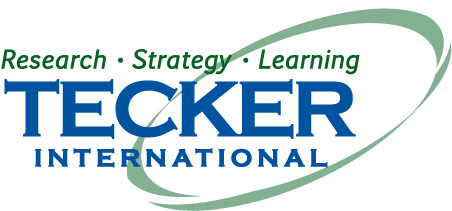 Research · Strategy · Learning
TECKER
INTERNATIONAL